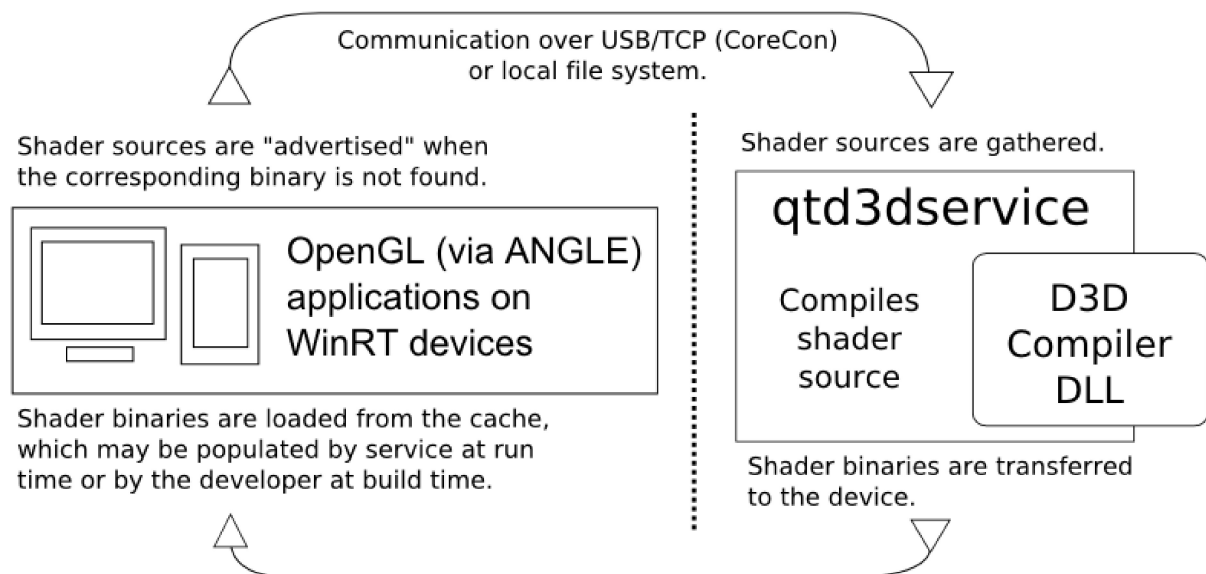 Communication over USB/TCP (CoreCon)
or local file system.
Shader sources are "advertised" when
the corresponding binary is not found.
OpenGL (via ANGLE)
applications on
WinRT devices
Shader binaries are loaded from the cache,
which may be populated by service at run
time or by the developer at build time.
Shader sources are gathered.
qtd3dservice
Compiles
shader
source
D3D
Compiler
DLL
Shader binaries are transferred
to the device.